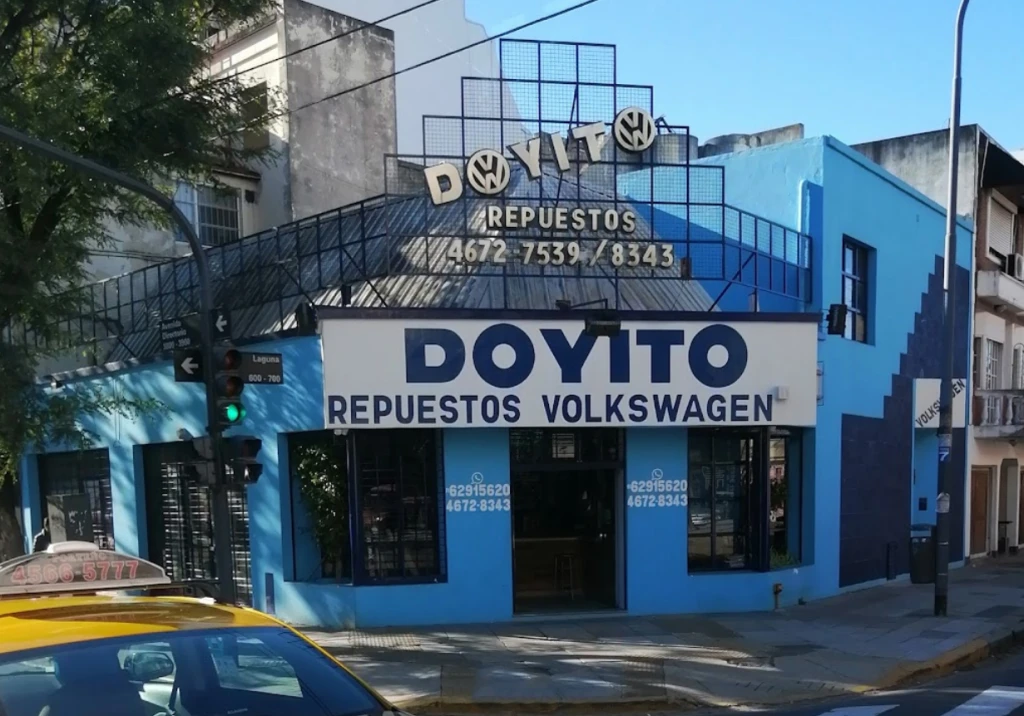 DOYITO
REPUESTOS
4672-7539/8343
DOYITO
REPUESTOS VOLKSWAGEN
Laguna
600 - 700
VOLKSWAGEN
62915620
4672-8343
62915620
4672-8343
4566 5777